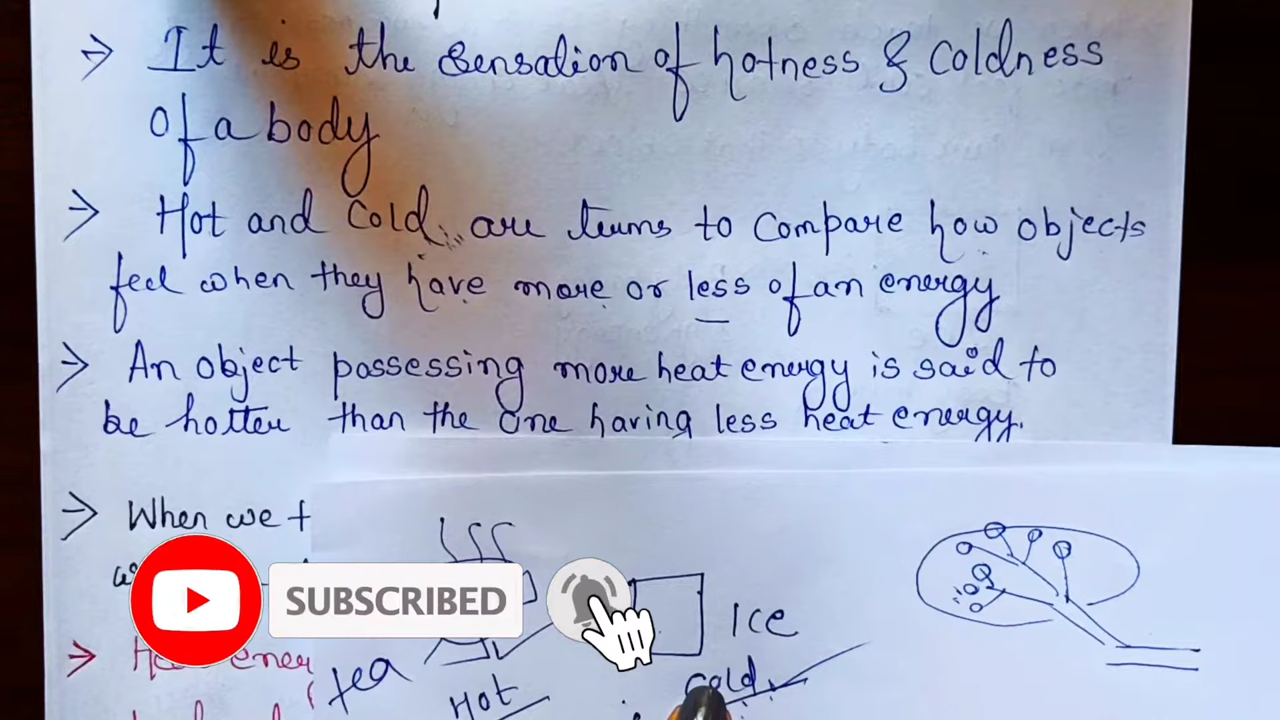 ⇒ It is the sensation of hotness & coldness
of a body
⇒ Hot and Cold, are terms to compare how objects
feel when they have more or less of an energy
⇒ An object possessing more heat energy is said to
be hotter than the one having less heat energy.
⇒ When we
SUBSCRIBED
Ice
tea
Hot
Cold